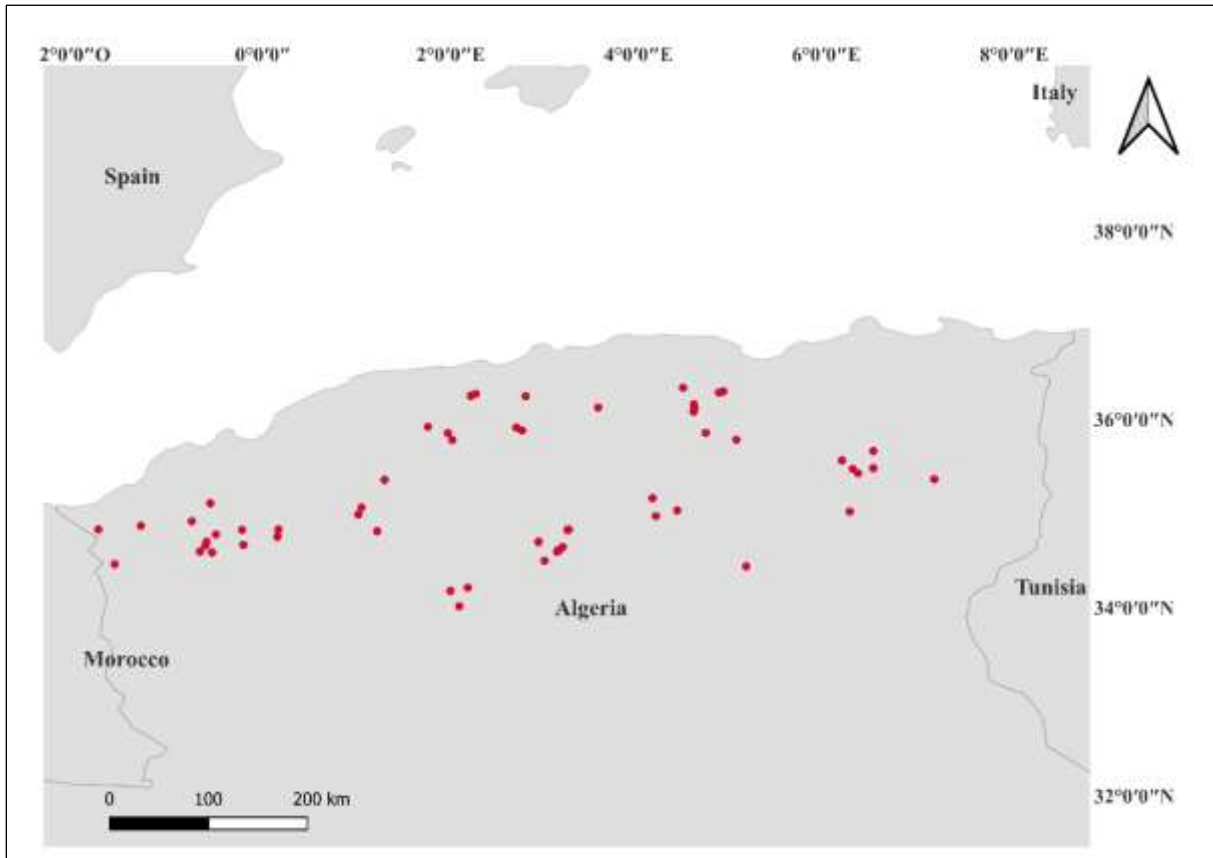 2°0′0″O 0°0′0″ 2°0′0″E 4°0′0″E 6°0′0″E 8°0′0″E
Italy
Spain
38°0′0″N
36°0′0″N
Tunisia
Algeria
34°0′0″N
Morocco
0 100 200 km
32°0′0″N